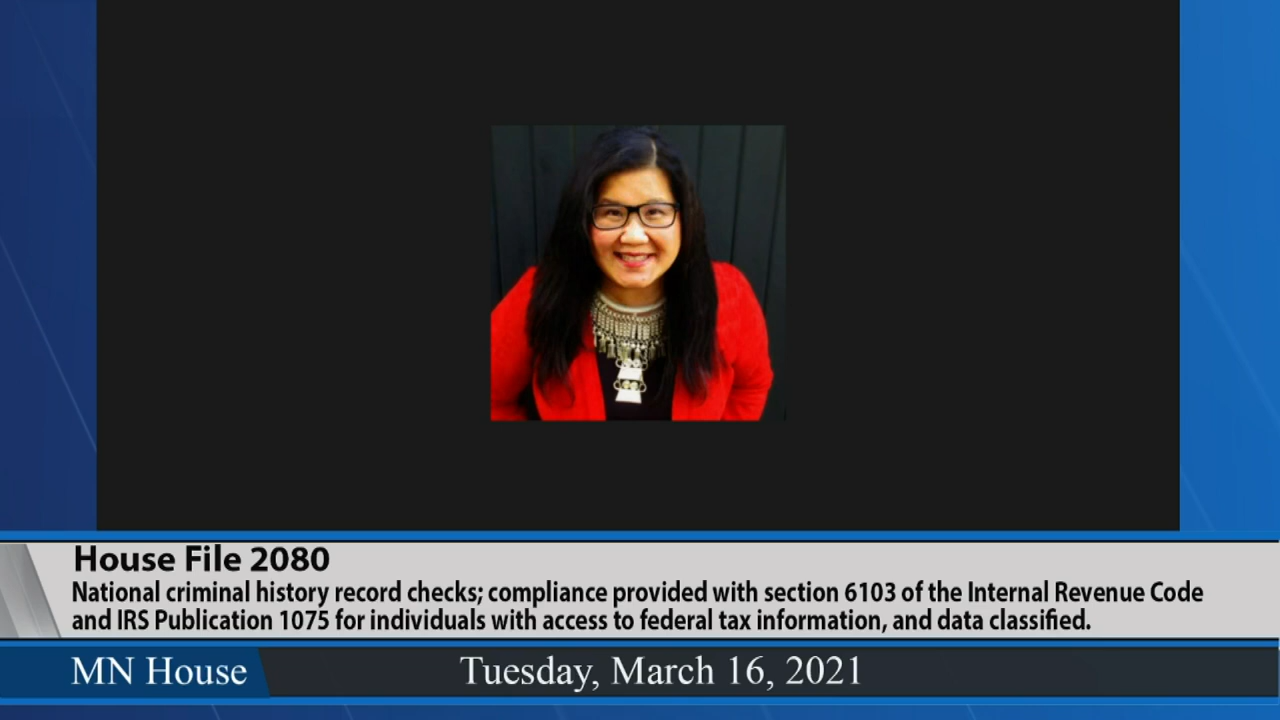 House File 2080
National criminal history record checks; compliance provided with section 6103 of the Internal Revenue Code
and IRS Publication 1075 for individuals with access to federal tax information, and data classified.
MN House
Tuesday, March 16, 2021